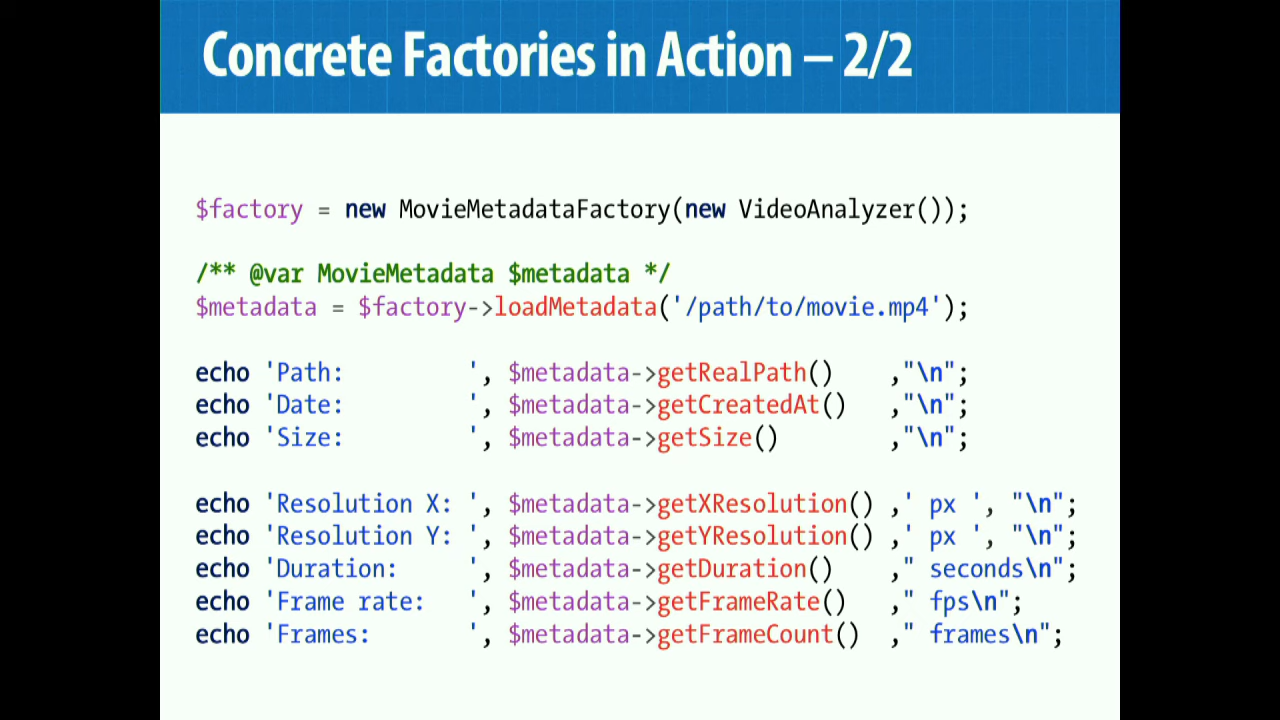 Concrete Factories in Action – 2/2
$factory = new MovieMetadataFactory(new VideoAnalyzer());
/** @var MovieMetadata $metadata */
$metadata = $factory->loadMetadata('/path/to/movie.mp4');
echo 'Path:         ', $metadata->getRealPath()    ,"\n";
echo 'Date:         ', $metadata->getCreatedAt()   ,"\n";
echo 'Size:         ', $metadata->getSize()        ,"\n";
echo 'Resolution X: ', $metadata->getXResolution() ,' px ', "\n";
echo 'Resolution Y: ', $metadata->getYResolution() ,' px ', "\n";
echo 'Duration:     ', $metadata->getDuration()    ," seconds\n";
echo 'Frame rate:   ', $metadata->getFrameRate()   ," fps\n";
echo 'Frames:       ', $metadata->getFrameCount()  ," frames\n";